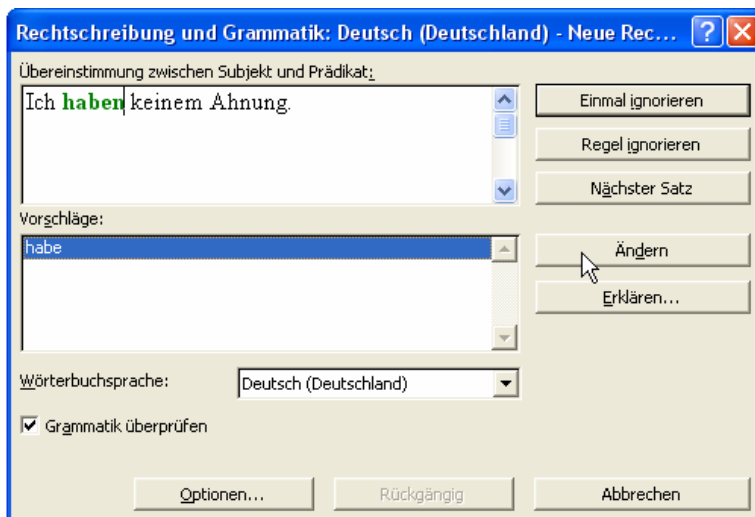 Rechtschreibung und Grammatik: Deutsch (Deutschland) - Neue Rec...
Übereinstimmung zwischen Subjekt und Prädikat:
Ich haben keinem Ahnung.
Einmal ignorieren
Regel ignorieren
Nächster Satz
Vorschläge:
habe
Ändern
Erklären...
Wörterbuchsprache:
Deutsch (Deutschland)
Grammatik überprüfen
Optionen...
Rückgängig
Abbrechen